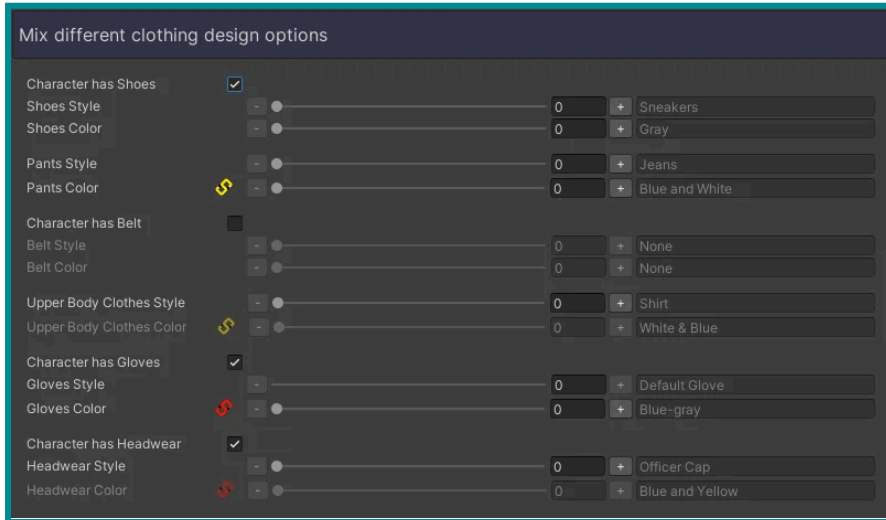 Mix different clothing design options
Character has Shoes
Shoes Style - 0 + Sneakers
Shoes Color - 0 + Gray
Pants Style - 0 + Jeans
Pants Color - 0 + Blue and White
Character has Belt
Belt Style - 0 + None
Belt Color - 0 + None
Upper Body Clothes Style - 0 + Shirt
Upper Body Clothes Color - 0 + White & Blue
Character has Gloves
Gloves Style - 0 + Default Glove
Gloves Color - 0 + Blue-gray
Character has Headwear
Headwear Style - 0 + Officer Cap
Headwear Color - 0 + Blue and Yellow